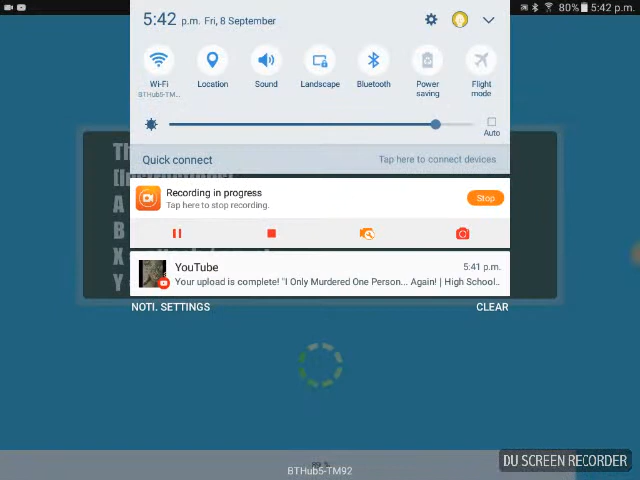 5:42 p.m. Fri, 8 September
80% 5:42 p.m.
Wi-Fi
BTHub5-TM...
Location
Sound
Landscape
Bluetooth
Power
saving
Flight
mode
Auto
Quick connect
Tap here to connect devices
Recording in progress
Tap here to stop recording.
Stop
YouTube
5:41 p.m.
Your upload is complete! "I Only Murdered One Person... Again! | High School..
NOTI. SETTINGS
CLEAR
A
B
X
Y
BTHub5-TM92
DU SCREEN RECORDER